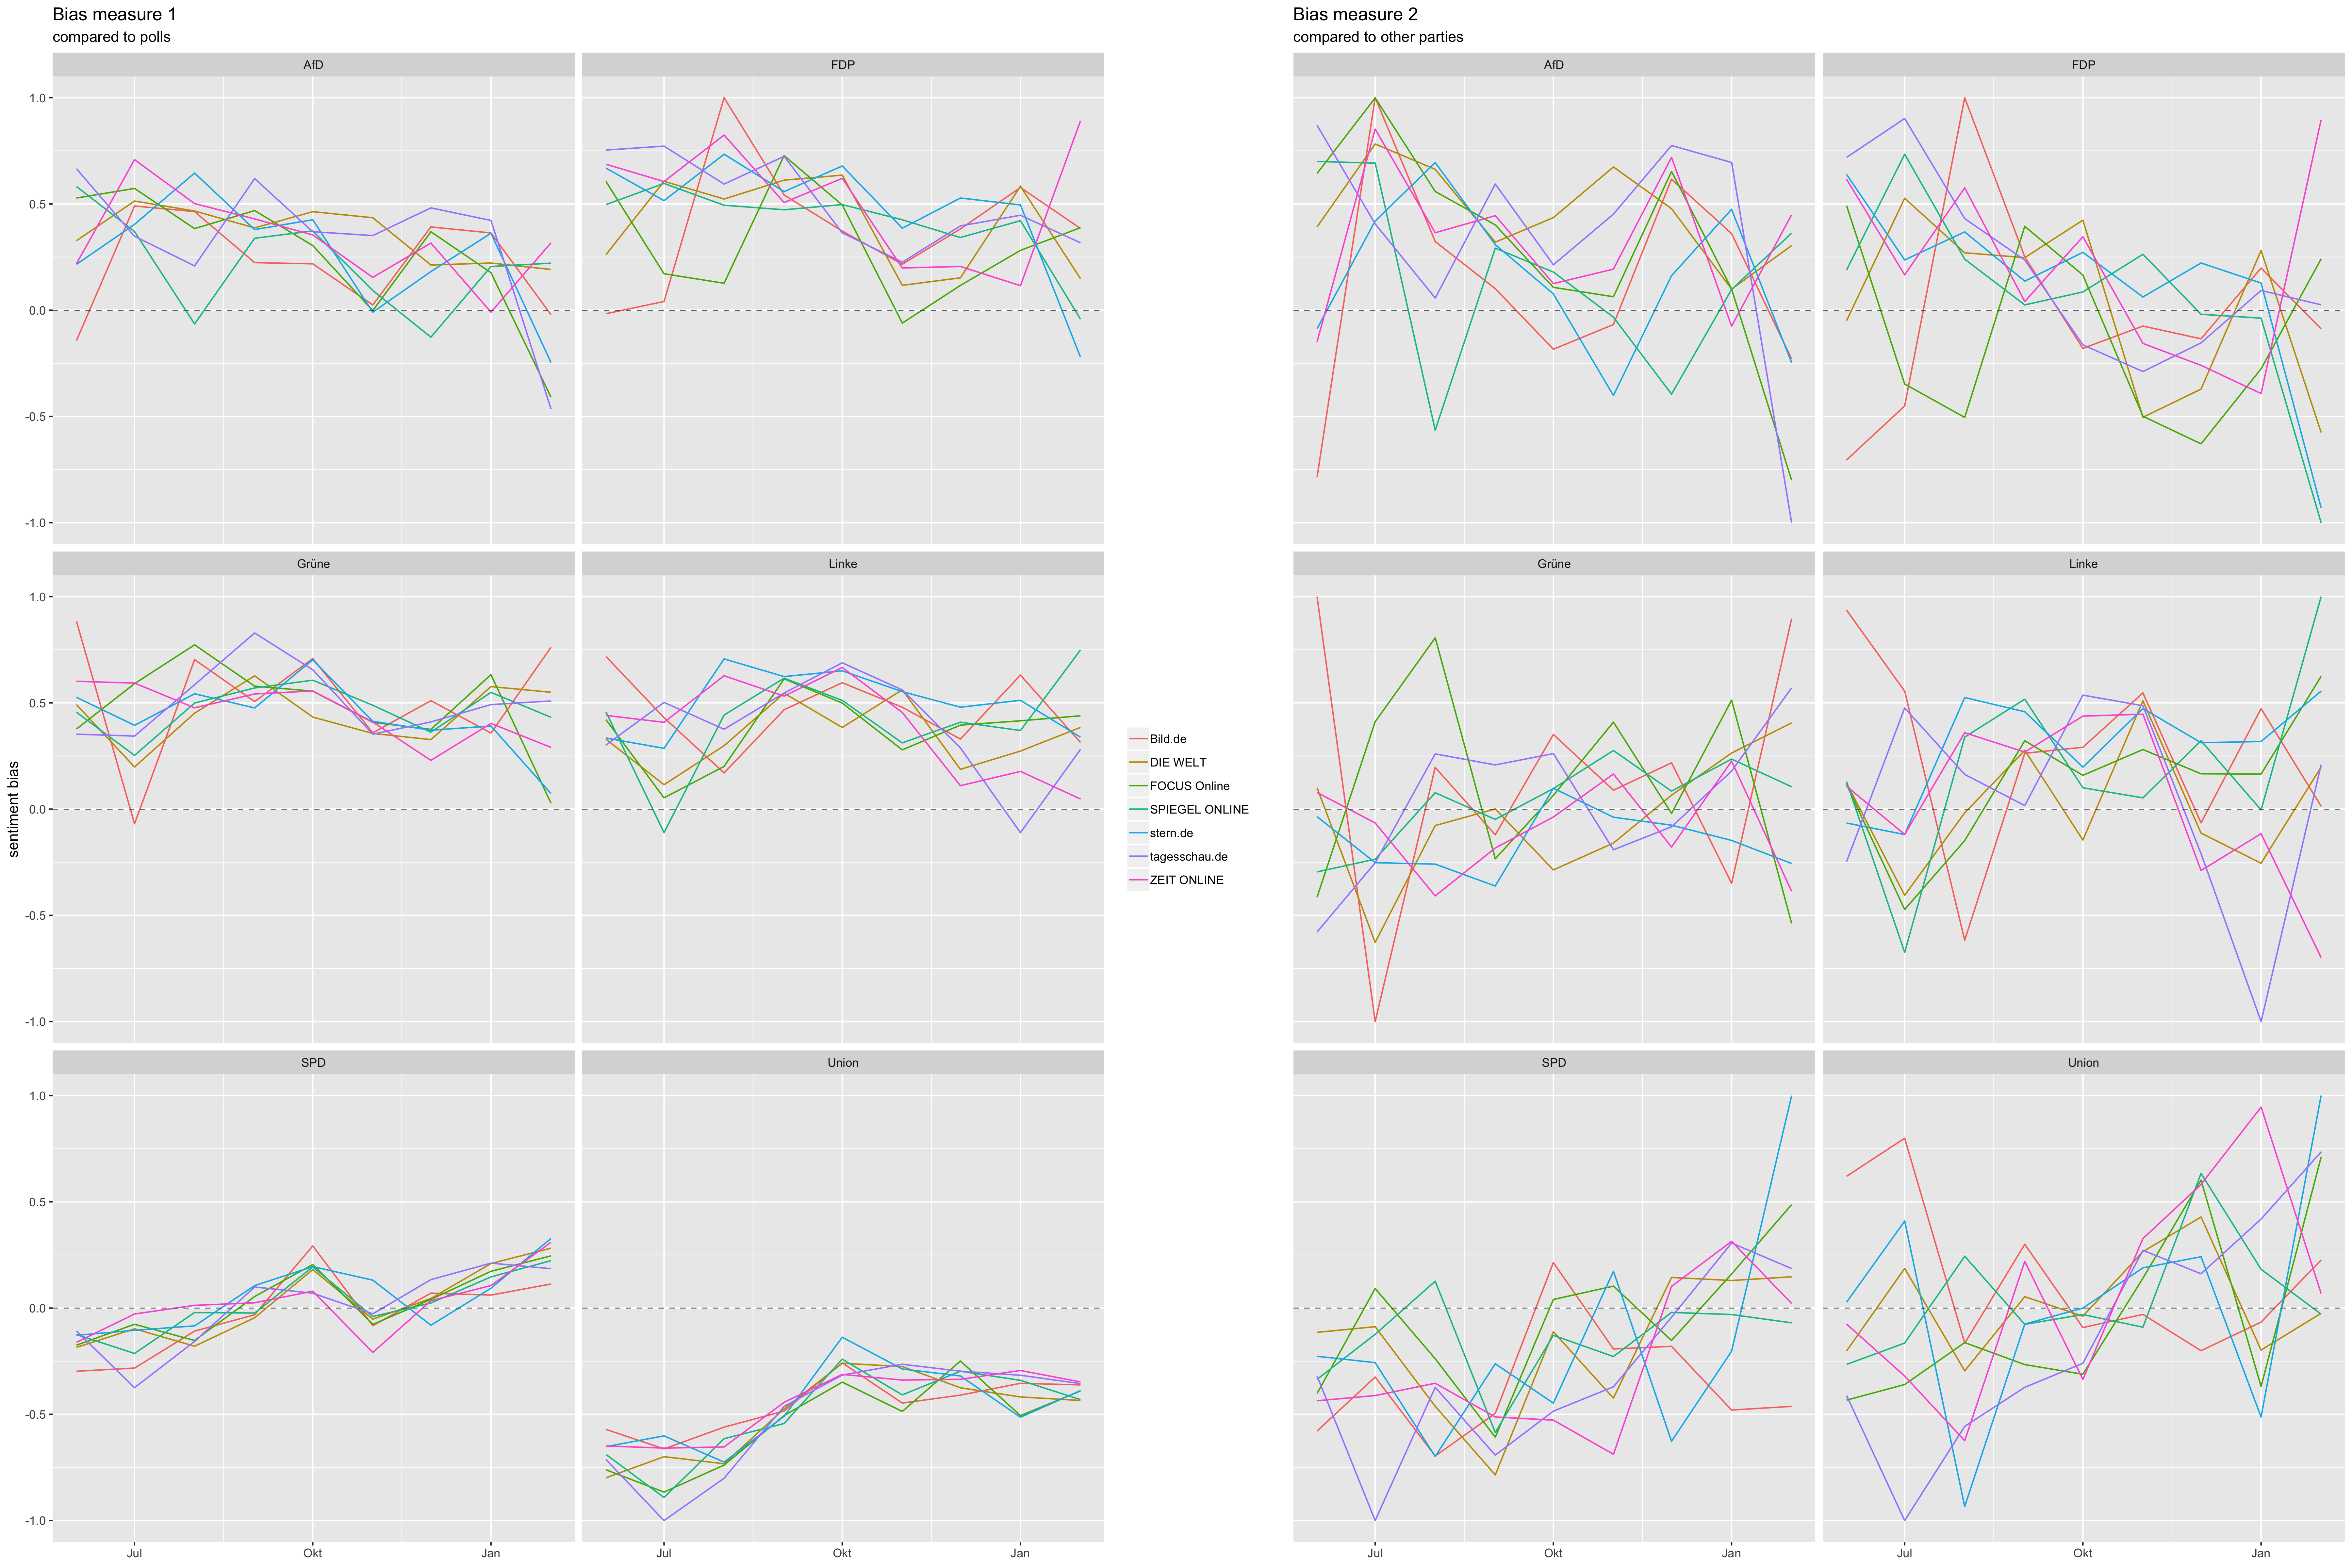 Bias measure 1
compared to polls
AfD
FDP
1.0
0.5
0.0
-0.5
-1.0
Grüne
Linke
1.0
0.5
0.0
-0.5
-1.0
SPD
Union
1.0
0.5
0.0
-0.5
-1.0
Jul
Okt
Jan
Jul
Okt
Jan
sentiment bias
Bild.de
DIE WELT
FOCUS Online
SPIEGEL ONLINE
stern.de
tagesschau.de
ZEIT ONLINE
Bias measure 2
compared to other parties
AfD
FDP
Grüne
Linke
SPD
Union
Jul
Okt
Jan
Jul
Okt
Jan